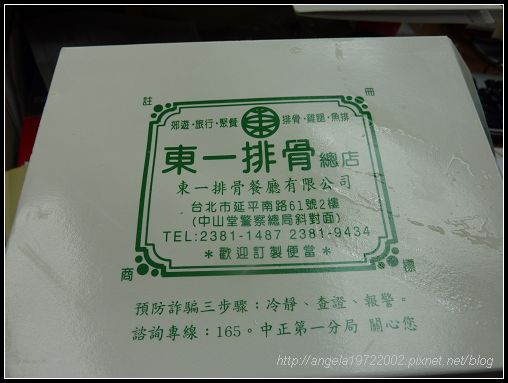 註 冊
郊遊・旅行・聚餐 東 排骨・雞腿・魚排
東一排骨總店
東一排骨餐廳有限公司
台北市延平南路61號2樓
(中山堂警察總局斜對面)
TEL:2381-1487 2381-9434
*歡迎訂製便當*
商 標
預防詐騙三步驟：冷靜、查證、報警。
諮詢專線：165。中正第一分局 關心您
http://angela19722002.pixnet.net/blog